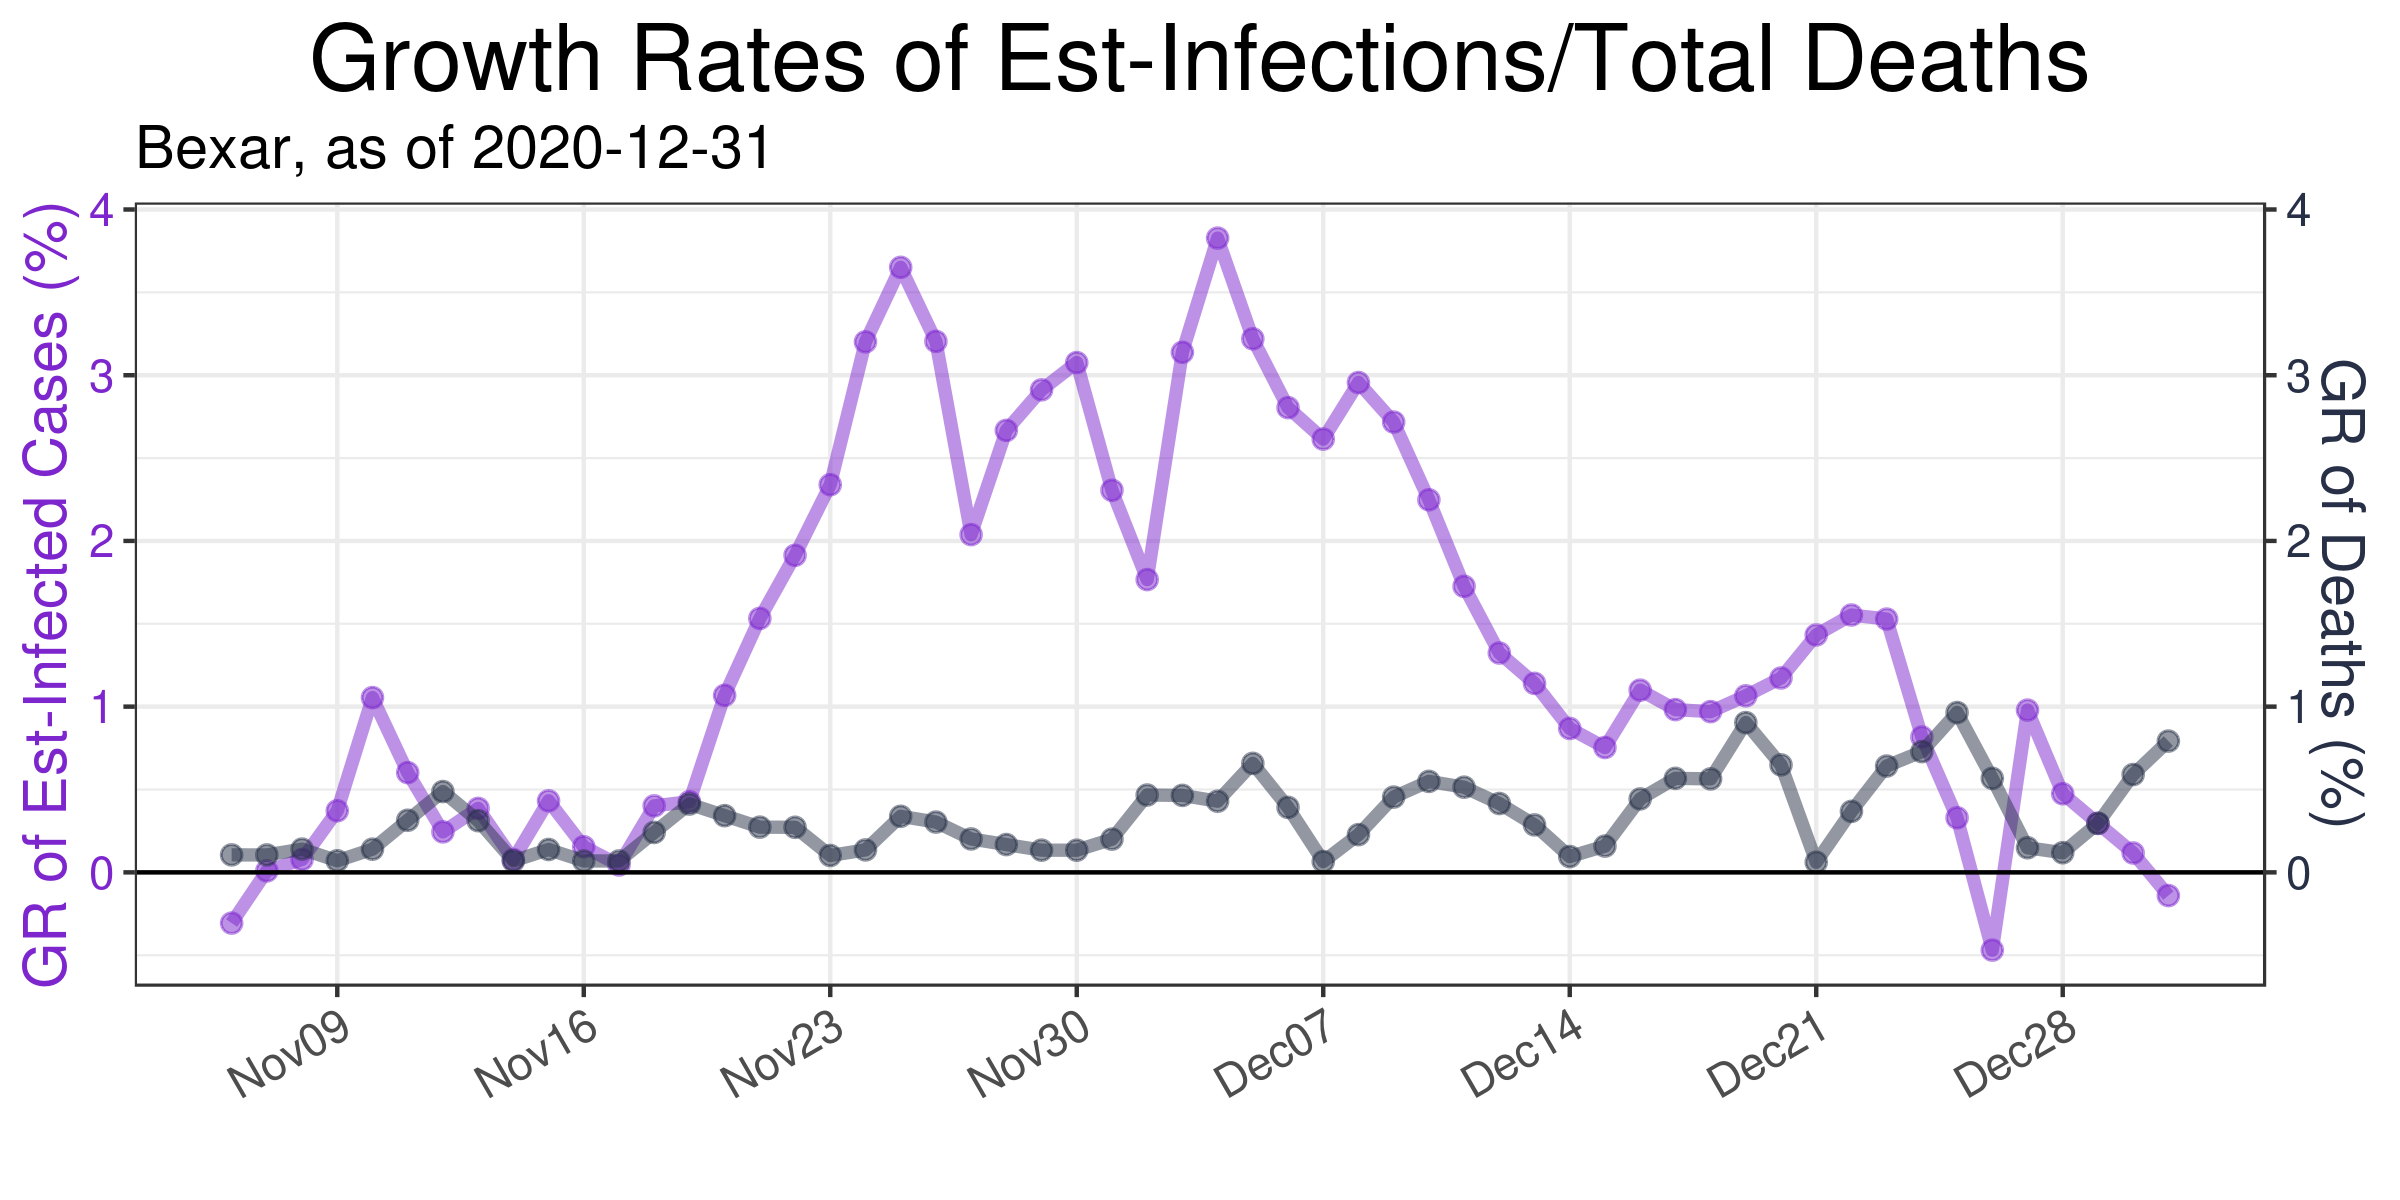 Growth Rates of Est-Infections/Total Deaths
Bexar, as of 2020-12-31
GR of Est-Infected Cases (%)
4
3
2
1
0
4
3
2
1
0
GR of Deaths (%)
Nov09
Nov16
Nov23
Nov30
Dec07
Dec14
Dec21
Dec28